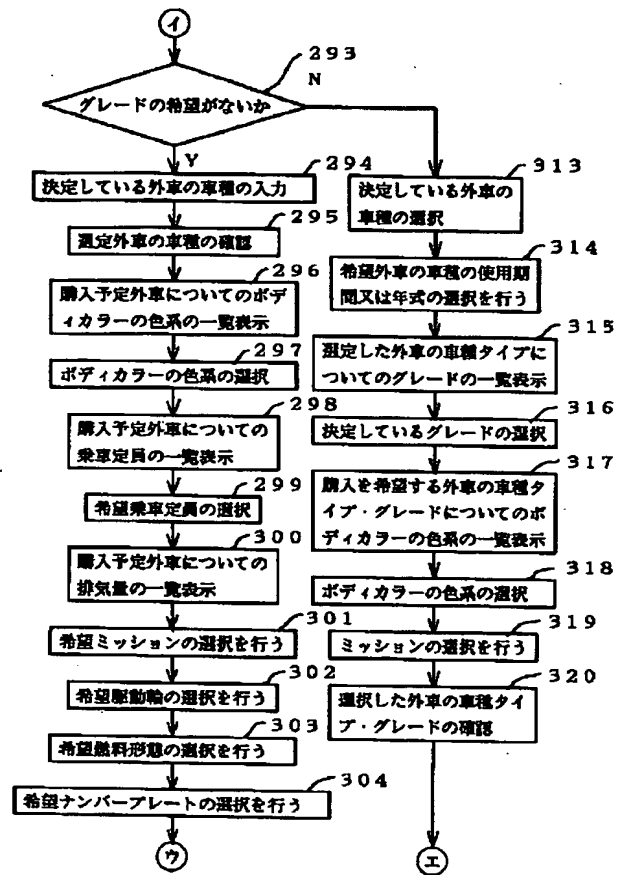 イ
293
N
グレードの希望がないか
Y
294
決定している外車の車種の入力
295
選定外車の車種の確認
296
購入予定外車についてのボデ
ィカラーの色系の一覧表示
297
ボディカラーの色系の選択
298
購入予定外車についての
乗車定員の一覧表示
299
希望乗車定員の選択
300
購入予定外車についての
排気量の一覧表示
301
希望ミッションの選択を行う
302
希望駆動輪の選択を行う
303
希望燃料形態の選択を行う
304
希望ナンバープレートの選択を行う
ウ
313
決定している外車の
車種の選択
314
希望外車の車種の使用期
間又は年式の選択を行う
315
選定した外車の車種タイプに
ついてのグレードの一覧表示
316
決定しているグレードの選択
317
購入を希望する外車の車種タ
イプ・グレードについてのボ
ディカラーの色系の一覧表示
318
ボディカラーの色系の選択
319
ミッションの選択を行う
320
選択した外車の車種タイ
プ・グレードの確認
エ